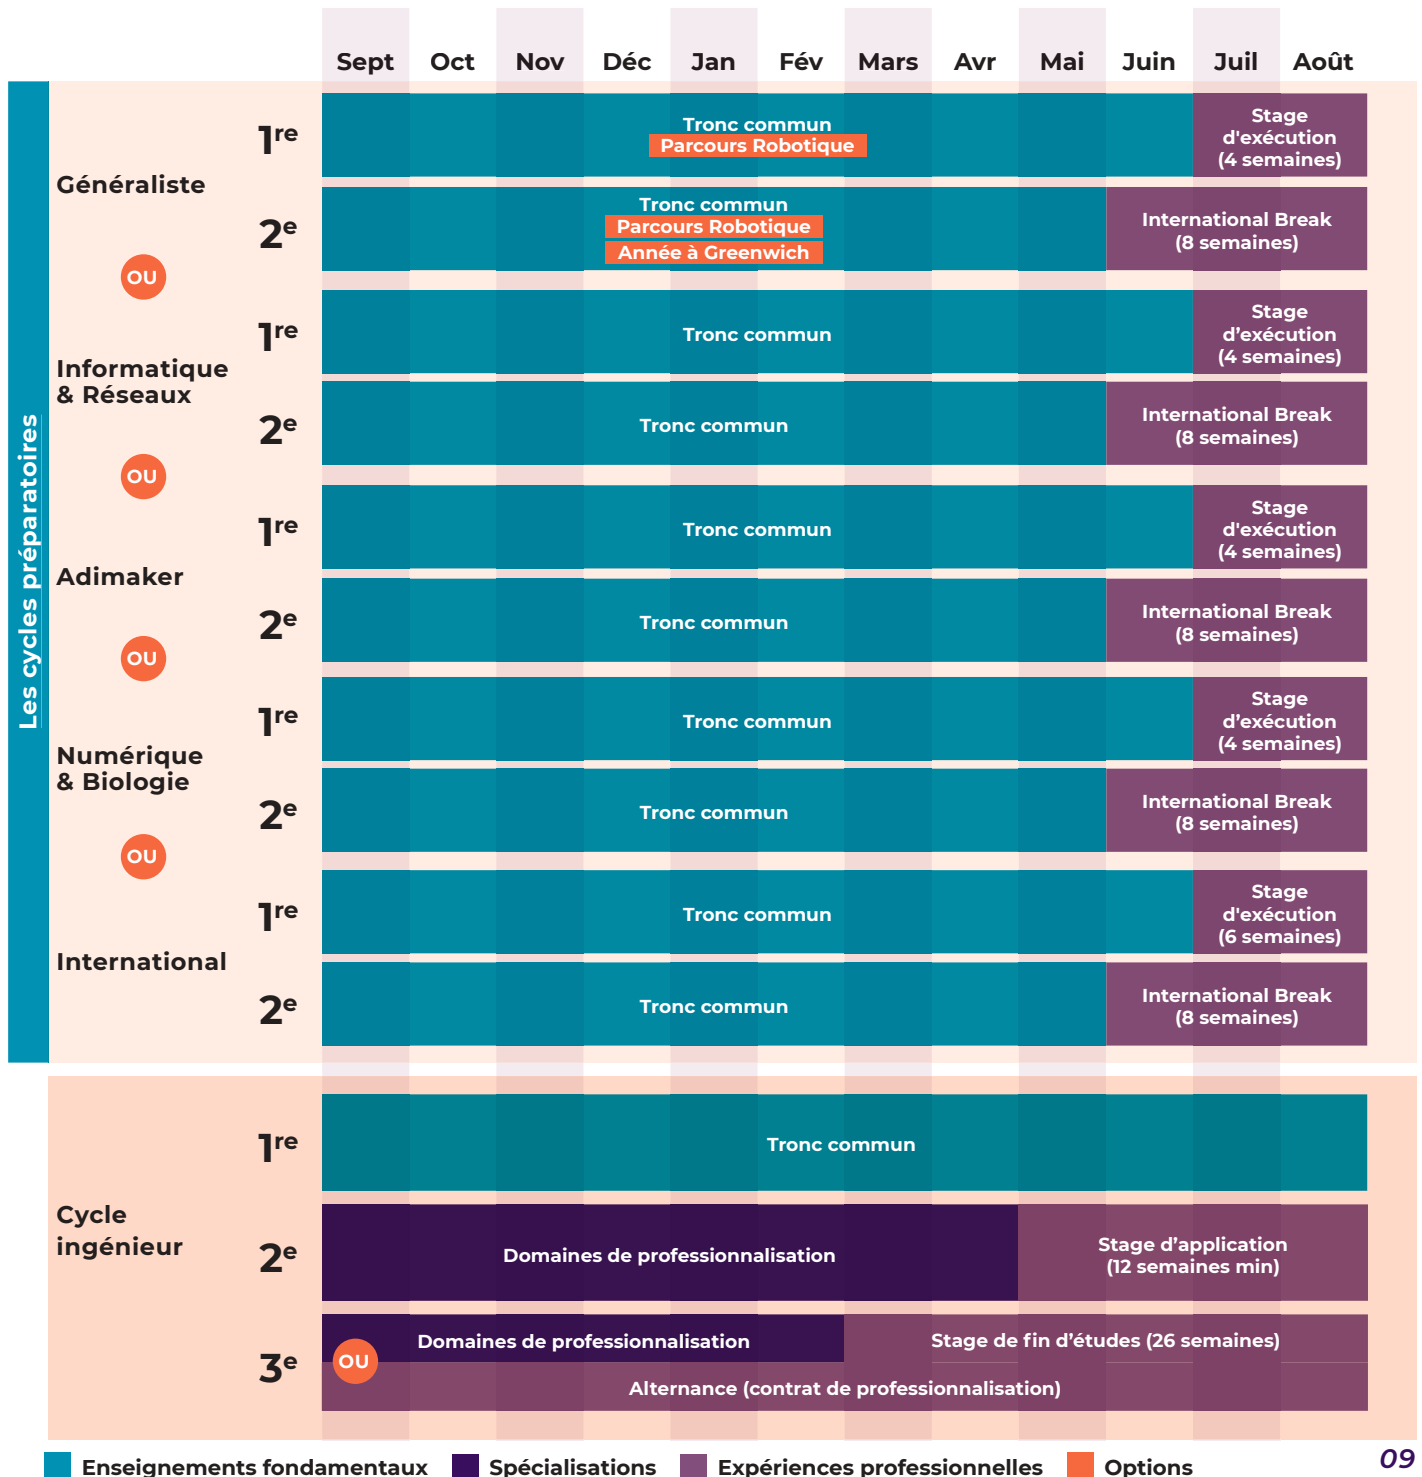 Sept Oct Nov Déc Jan Fév Mars Avr Mai Juin Juil Août
Les cycles préparatoires
Généraliste
1re
Tronc commun
Parcours Robotique
Stage
d'exécution
(4 semaines)
2e
Tronc commun
Parcours Robotique
Année à Greenwich
International Break
(8 semaines)
OU
Informatique
& Réseaux
1re
Tronc commun
Stage
d’exécution
(4 semaines)
2e
Tronc commun
International Break
(8 semaines)
OU
Adimaker
1re
Tronc commun
Stage
d'exécution
(4 semaines)
2e
Tronc commun
International Break
(8 semaines)
OU
Numérique
& Biologie
1re
Tronc commun
Stage
d’exécution
(4 semaines)
2e
Tronc commun
International Break
(8 semaines)
OU
International
1re
Tronc commun
Stage
d'exécution
(6 semaines)
2e
Tronc commun
International Break
(8 semaines)
Cycle
ingénieur
1re
Tronc commun
2e
Domaines de professionnalisation
Stage d’application
(12 semaines min)
3e
OU
Domaines de professionnalisation
Stage de fin d’études (26 semaines)
Alternance (contrat de professionnalisation)
Enseignements fondamentaux Spécialisations Expériences professionnelles Options
09